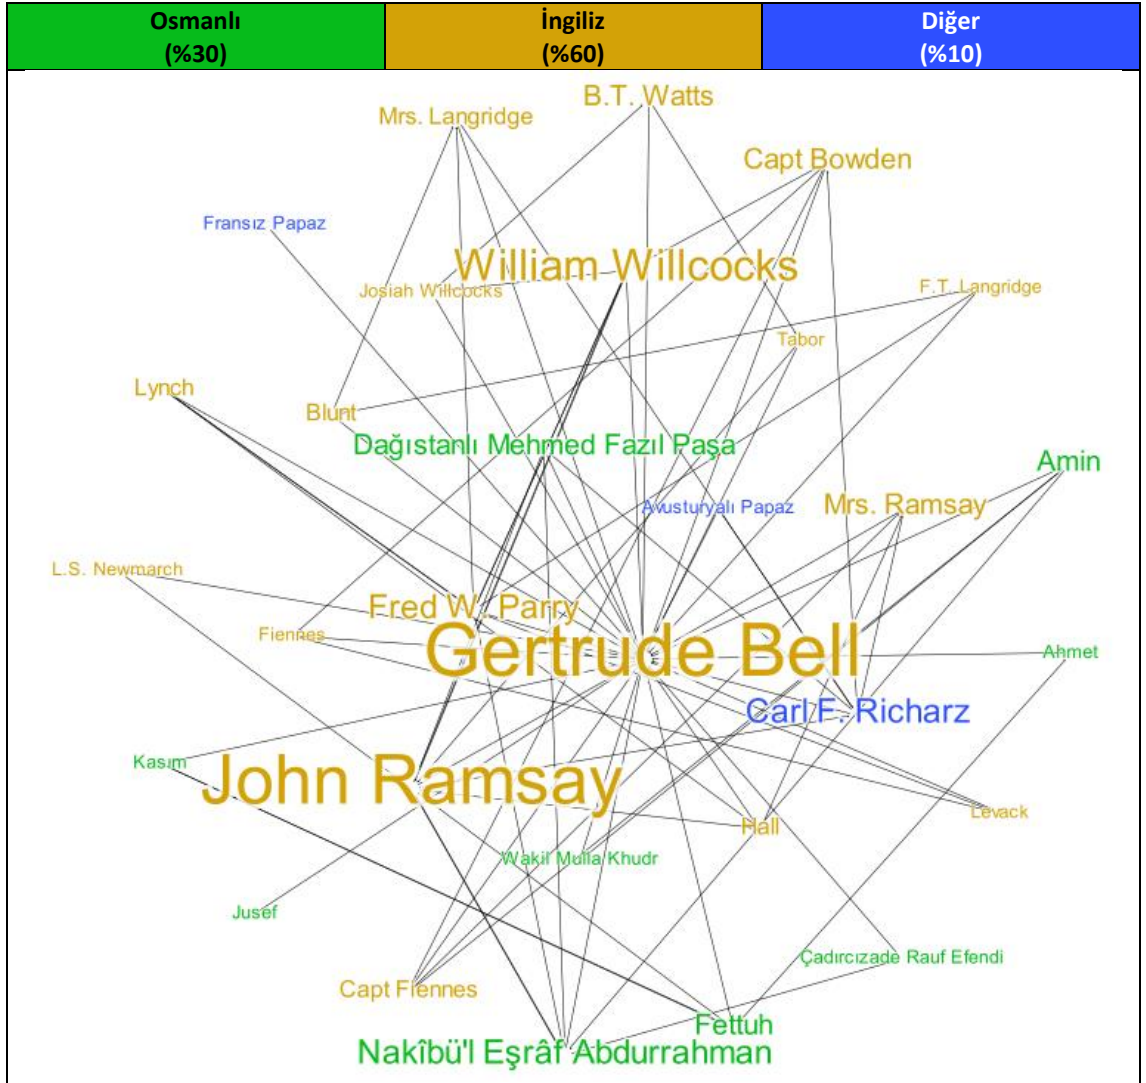 Osmanlı
(%30)
İngiliz
(%60)
Diğer
(%10)
B.T. Watts
Mrs. Langridge
Capt Bowden
Fransız Papaz
William Willcocks
Josiah Willcocks
F.T. Langridge
Tabor
Lynch
Blunt
Dağıstanlı Mehmed Fazıl Paşa
Amin
Avusturyalı Papaz
Mrs. Ramsay
L.S. Newmarch
Fred W. Parry
Fiennes
Gertrude Bell
Ahmet
Carl F. Richarz
Kasım
John Ramsay
Levack
Hall
Wakil Mulla Khudr
Jusef
Çadırcızade Rauf Efendi
Capt Fiennes
Fettuh
Nakîbü'l Eşrâf Abdurrahman